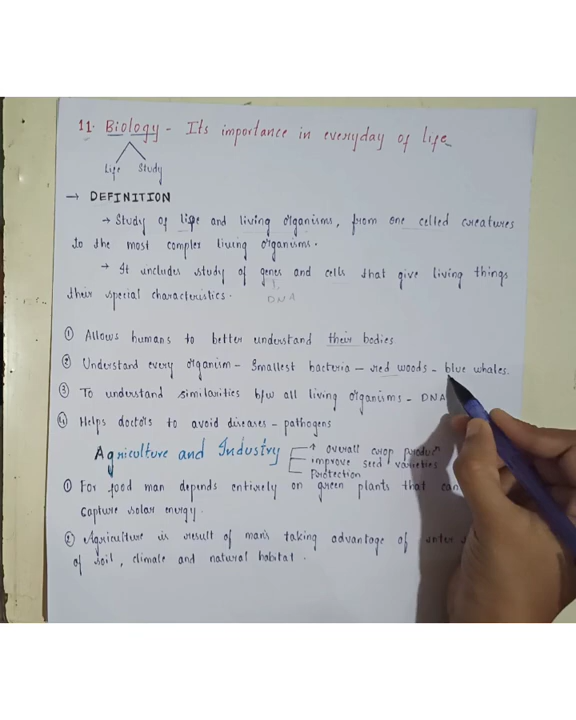 11. Biology - Its importance in everyday of life
Life Study
→ DEFINITION
→ Study of life and living organisms, from one celled creatures
to the most complex living organisms.
→ It includes study of genes and cells that give living things
their special characteristics. DNA
① Allows humans to better understand their bodies
② Understand every organism - smallest bacteria - red woods - blue whales.
③ To understand similarities b/w all living organisms - DNA
④ Helps doctors to avoid diseases - pathogens
Agriculture and Industry
↑ overall crop product
improve seed varieties
Protection
① For food man depends entirely on green plants that can
capture solar energy.
② Agriculture is result of man's taking advantage of
of soil, climate and natural habitat.